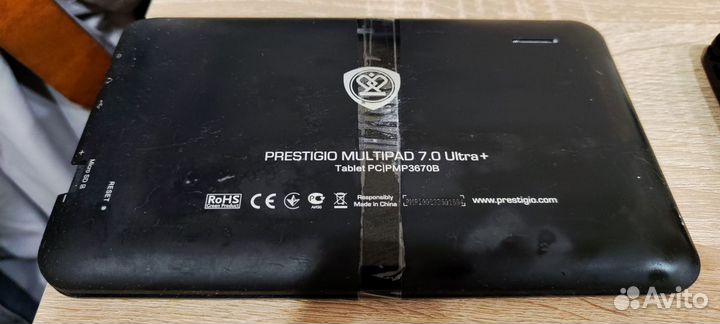 PRESTIGIO MULTIPAD 7.0 Ultra+
Tablet PC|PMP3670B
Micro SD
RESET
RoHS
Green Product
CE
Responsibly
Made in China
www.prestigio.com
Avito